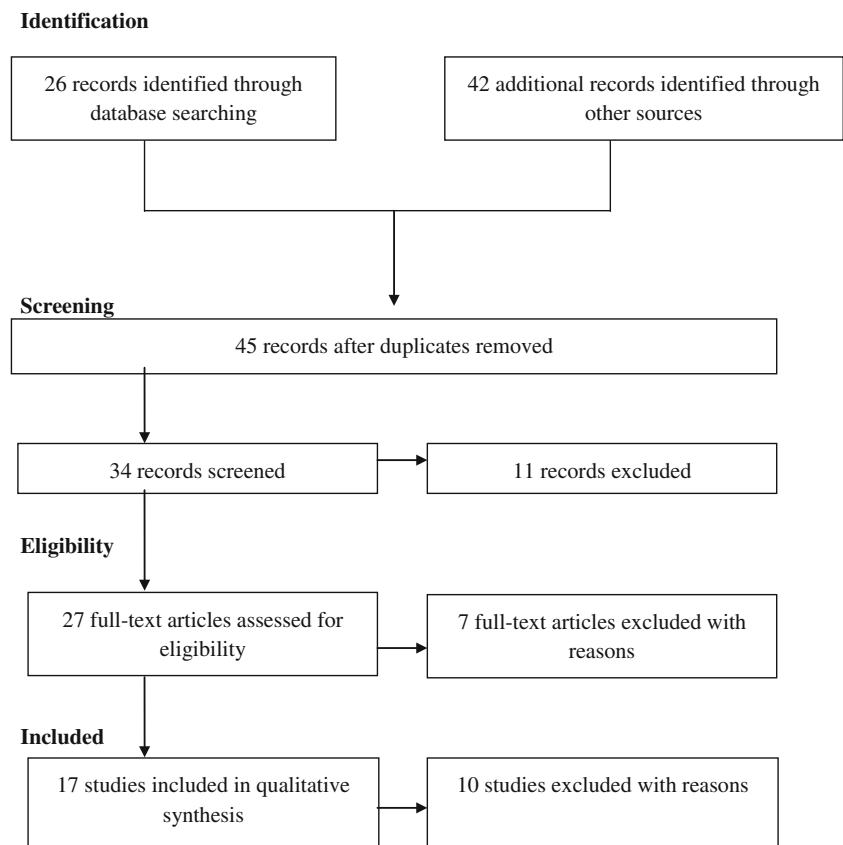 Identification
26 records identified through
database searching
42 additional records identified through
other sources
Screening
45 records after duplicates removed
34 records screened
11 records excluded
Eligibility
27 full-text articles assessed for
eligibility
7 full-text articles excluded with
reasons
Included
17 studies included in qualitative
synthesis
10 studies excluded with reasons